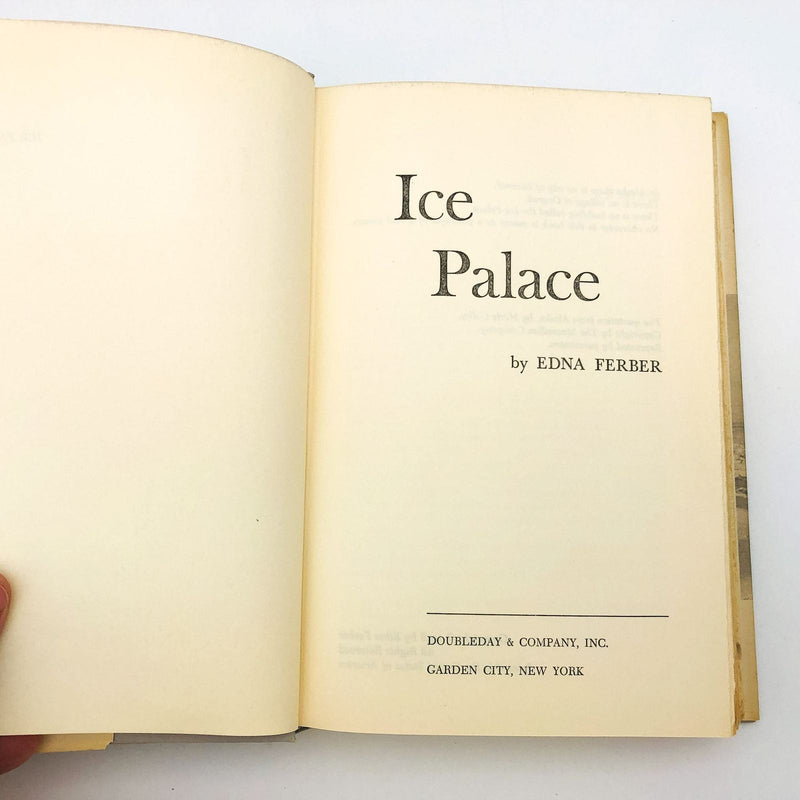 Ice
Palace
by EDNA FERBER
DOUBLEDAY & COMPANY, INC.
GARDEN CITY, NEW YORK